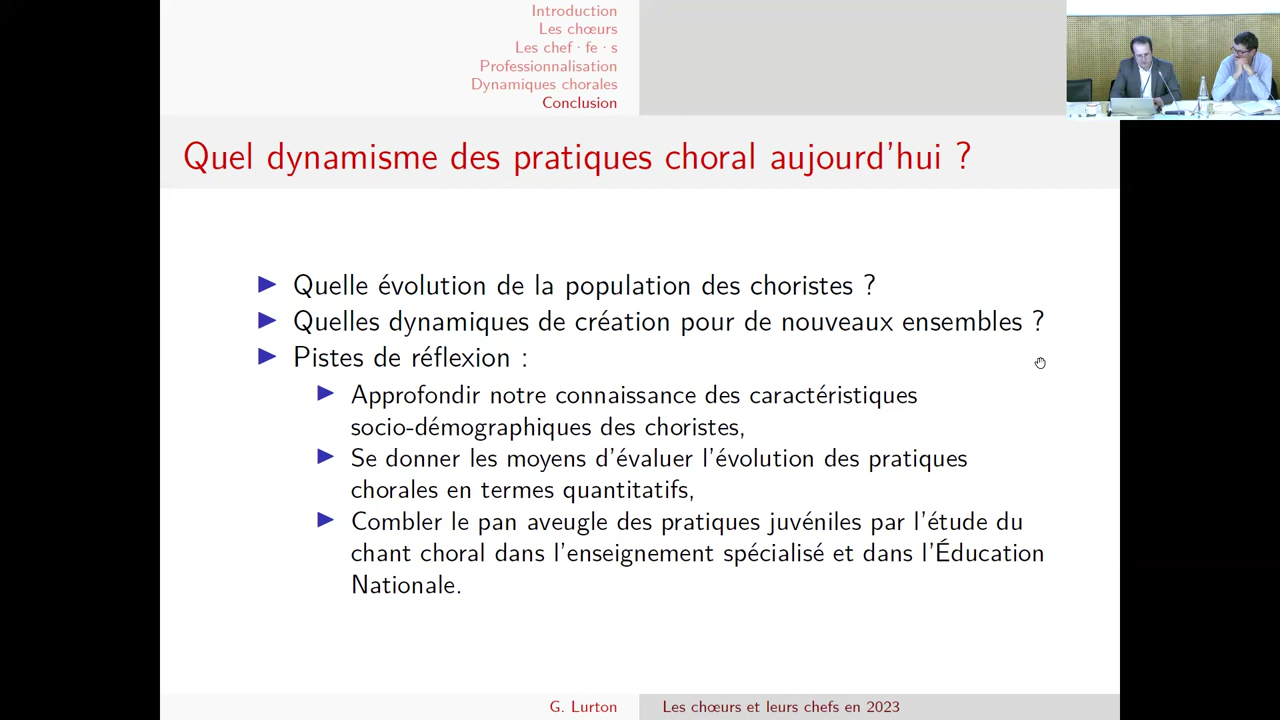 Introduction
Les chœurs
Les chef · fe · s
Professionnalisation
Dynamiques chorales
Conclusion
Quel dynamisme des pratiques choral aujourd'hui ?
Quelle évolution de la population des choristes ?
Quelles dynamiques de création pour de nouveaux ensembles ?
Pistes de réflexion :
Approfondir notre connaissance des caractéristiques
socio-démographiques des choristes,
Se donner les moyens d'évaluer l'évolution des pratiques
chorales en termes quantitatifs,
Combler le pan aveugle des pratiques juvéniles par l'étude du
chant choral dans l'enseignement spécialisé et dans l'Éducation
Nationale.
G. Lurton
Les chœurs et leurs chefs en 2023